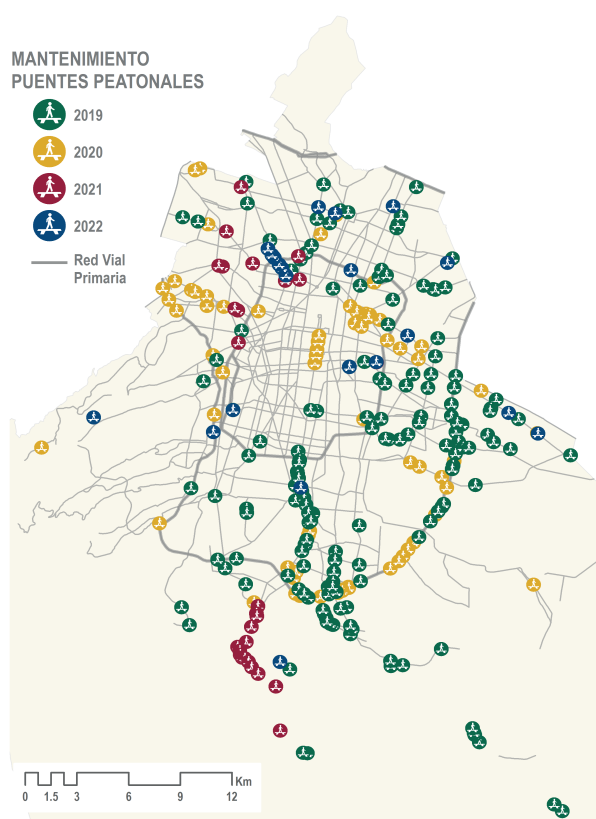 MANTENIMIENTO
PUENTES PEATONALES
2019
2020
2021
2022
Red Vial
Primaria
Km
0 1.5 3 6 9 12